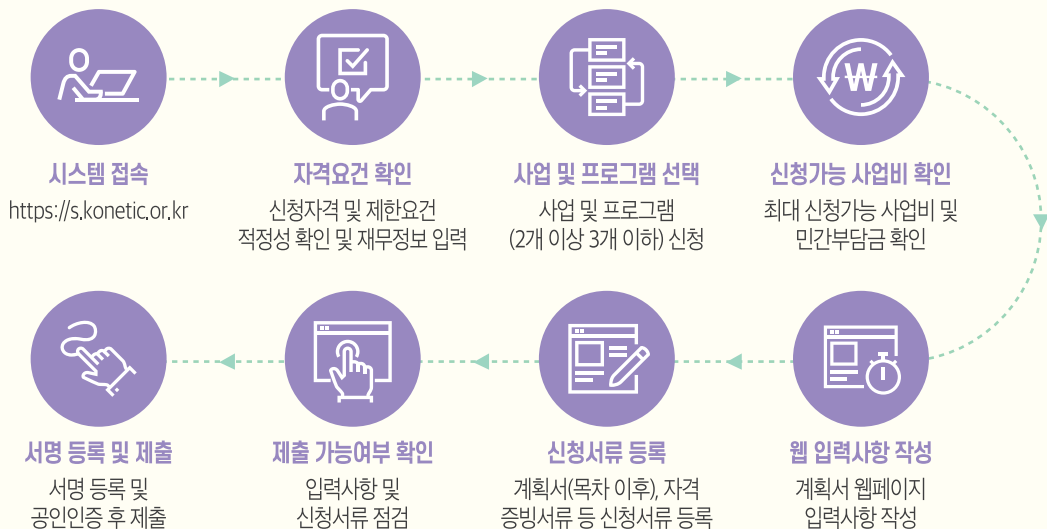 시스템 접속
https://s.konetic.or.kr
자격요건 확인
신청자격 및 제한요건
적정성 확인 및 재무정보 입력
사업 및 프로그램 선택
사업 및 프로그램
(2개 이상 3개 이하) 신청
신청가능 사업비 확인
최대 신청가능 사업비 및
민간부담금 확인
웹 입력사항 작성
계획서 웹페이지
입력사항 작성
신청서류 등록
계획서(목차 이후), 자격
증빙서류 등 신청서류 등록
제출 가능여부 확인
입력사항 및
신청서류 점검
서명 등록 및 제출
서명 등록 및
공인인증 후 제출